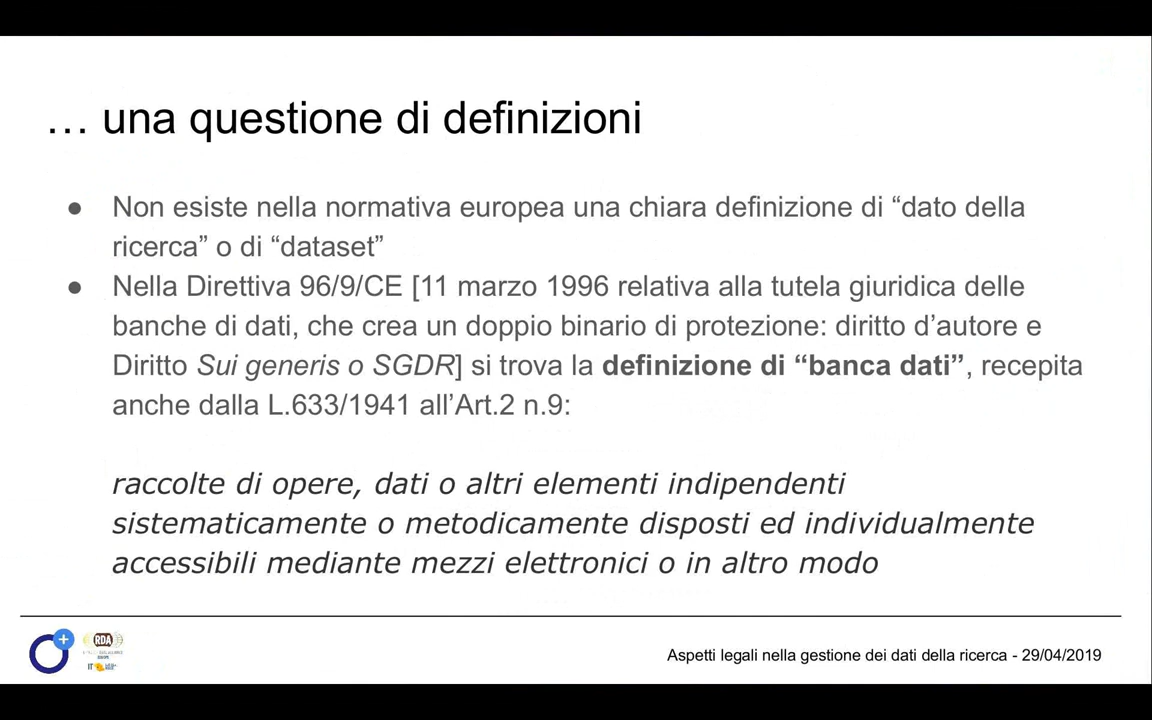 … una questione di definizioni
● Non esiste nella normativa europea una chiara definizione di “dato della
ricerca” o di “dataset”
● Nella Direttiva 96/9/CE [11 marzo 1996 relativa alla tutela giuridica delle
banche di dati, che crea un doppio binario di protezione: diritto d’autore e
Diritto Sui generis o SGDR] si trova la definizione di “banca dati”, recepita
anche dalla L.633/1941 all’Art.2 n.9:
raccolte di opere, dati o altri elementi indipendenti
sistematicamente o metodicamente disposti ed individualmente
accessibili mediante mezzi elettronici o in altro modo
RDA
IT
Aspetti legali nella gestione dei dati della ricerca - 29/04/2019